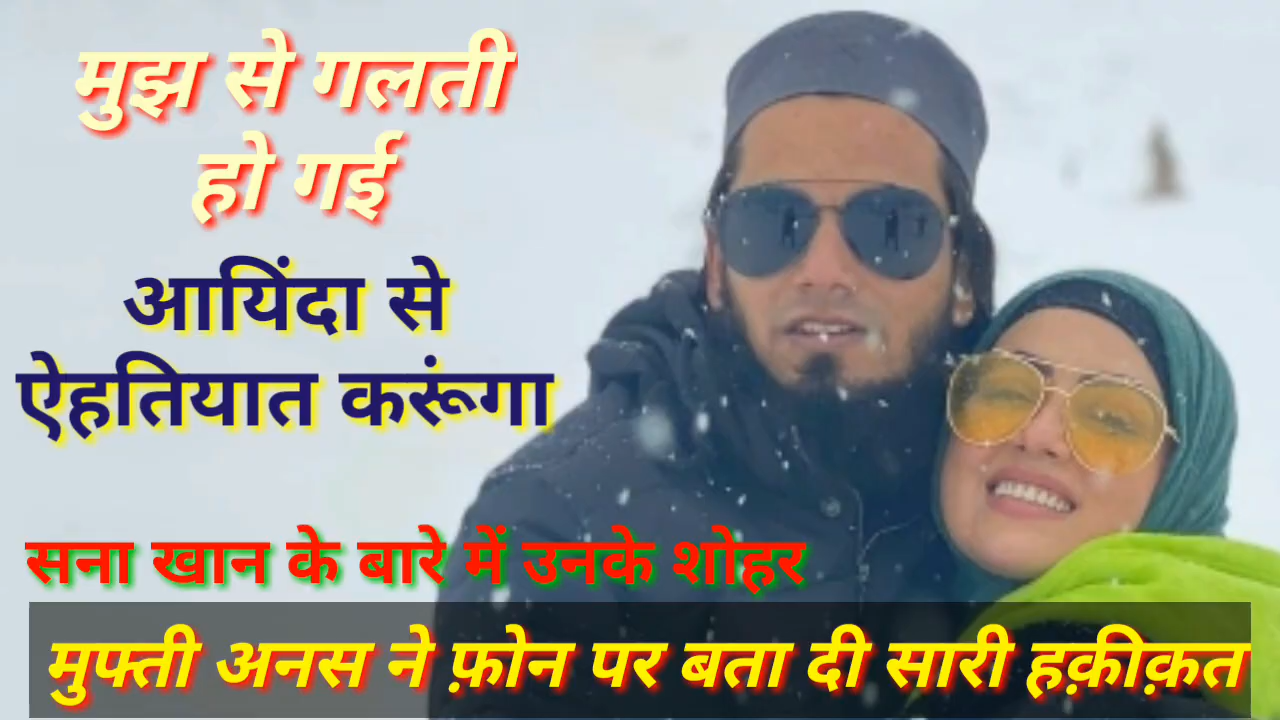 मुझ से गलती
हो गई
आयिंदा से
ऐहतियात करूंगा
सना खान के बारे में उनके शोहर
मुफ्ती अनस ने फ़ोन पर बता दी सारी हक़ीक़त